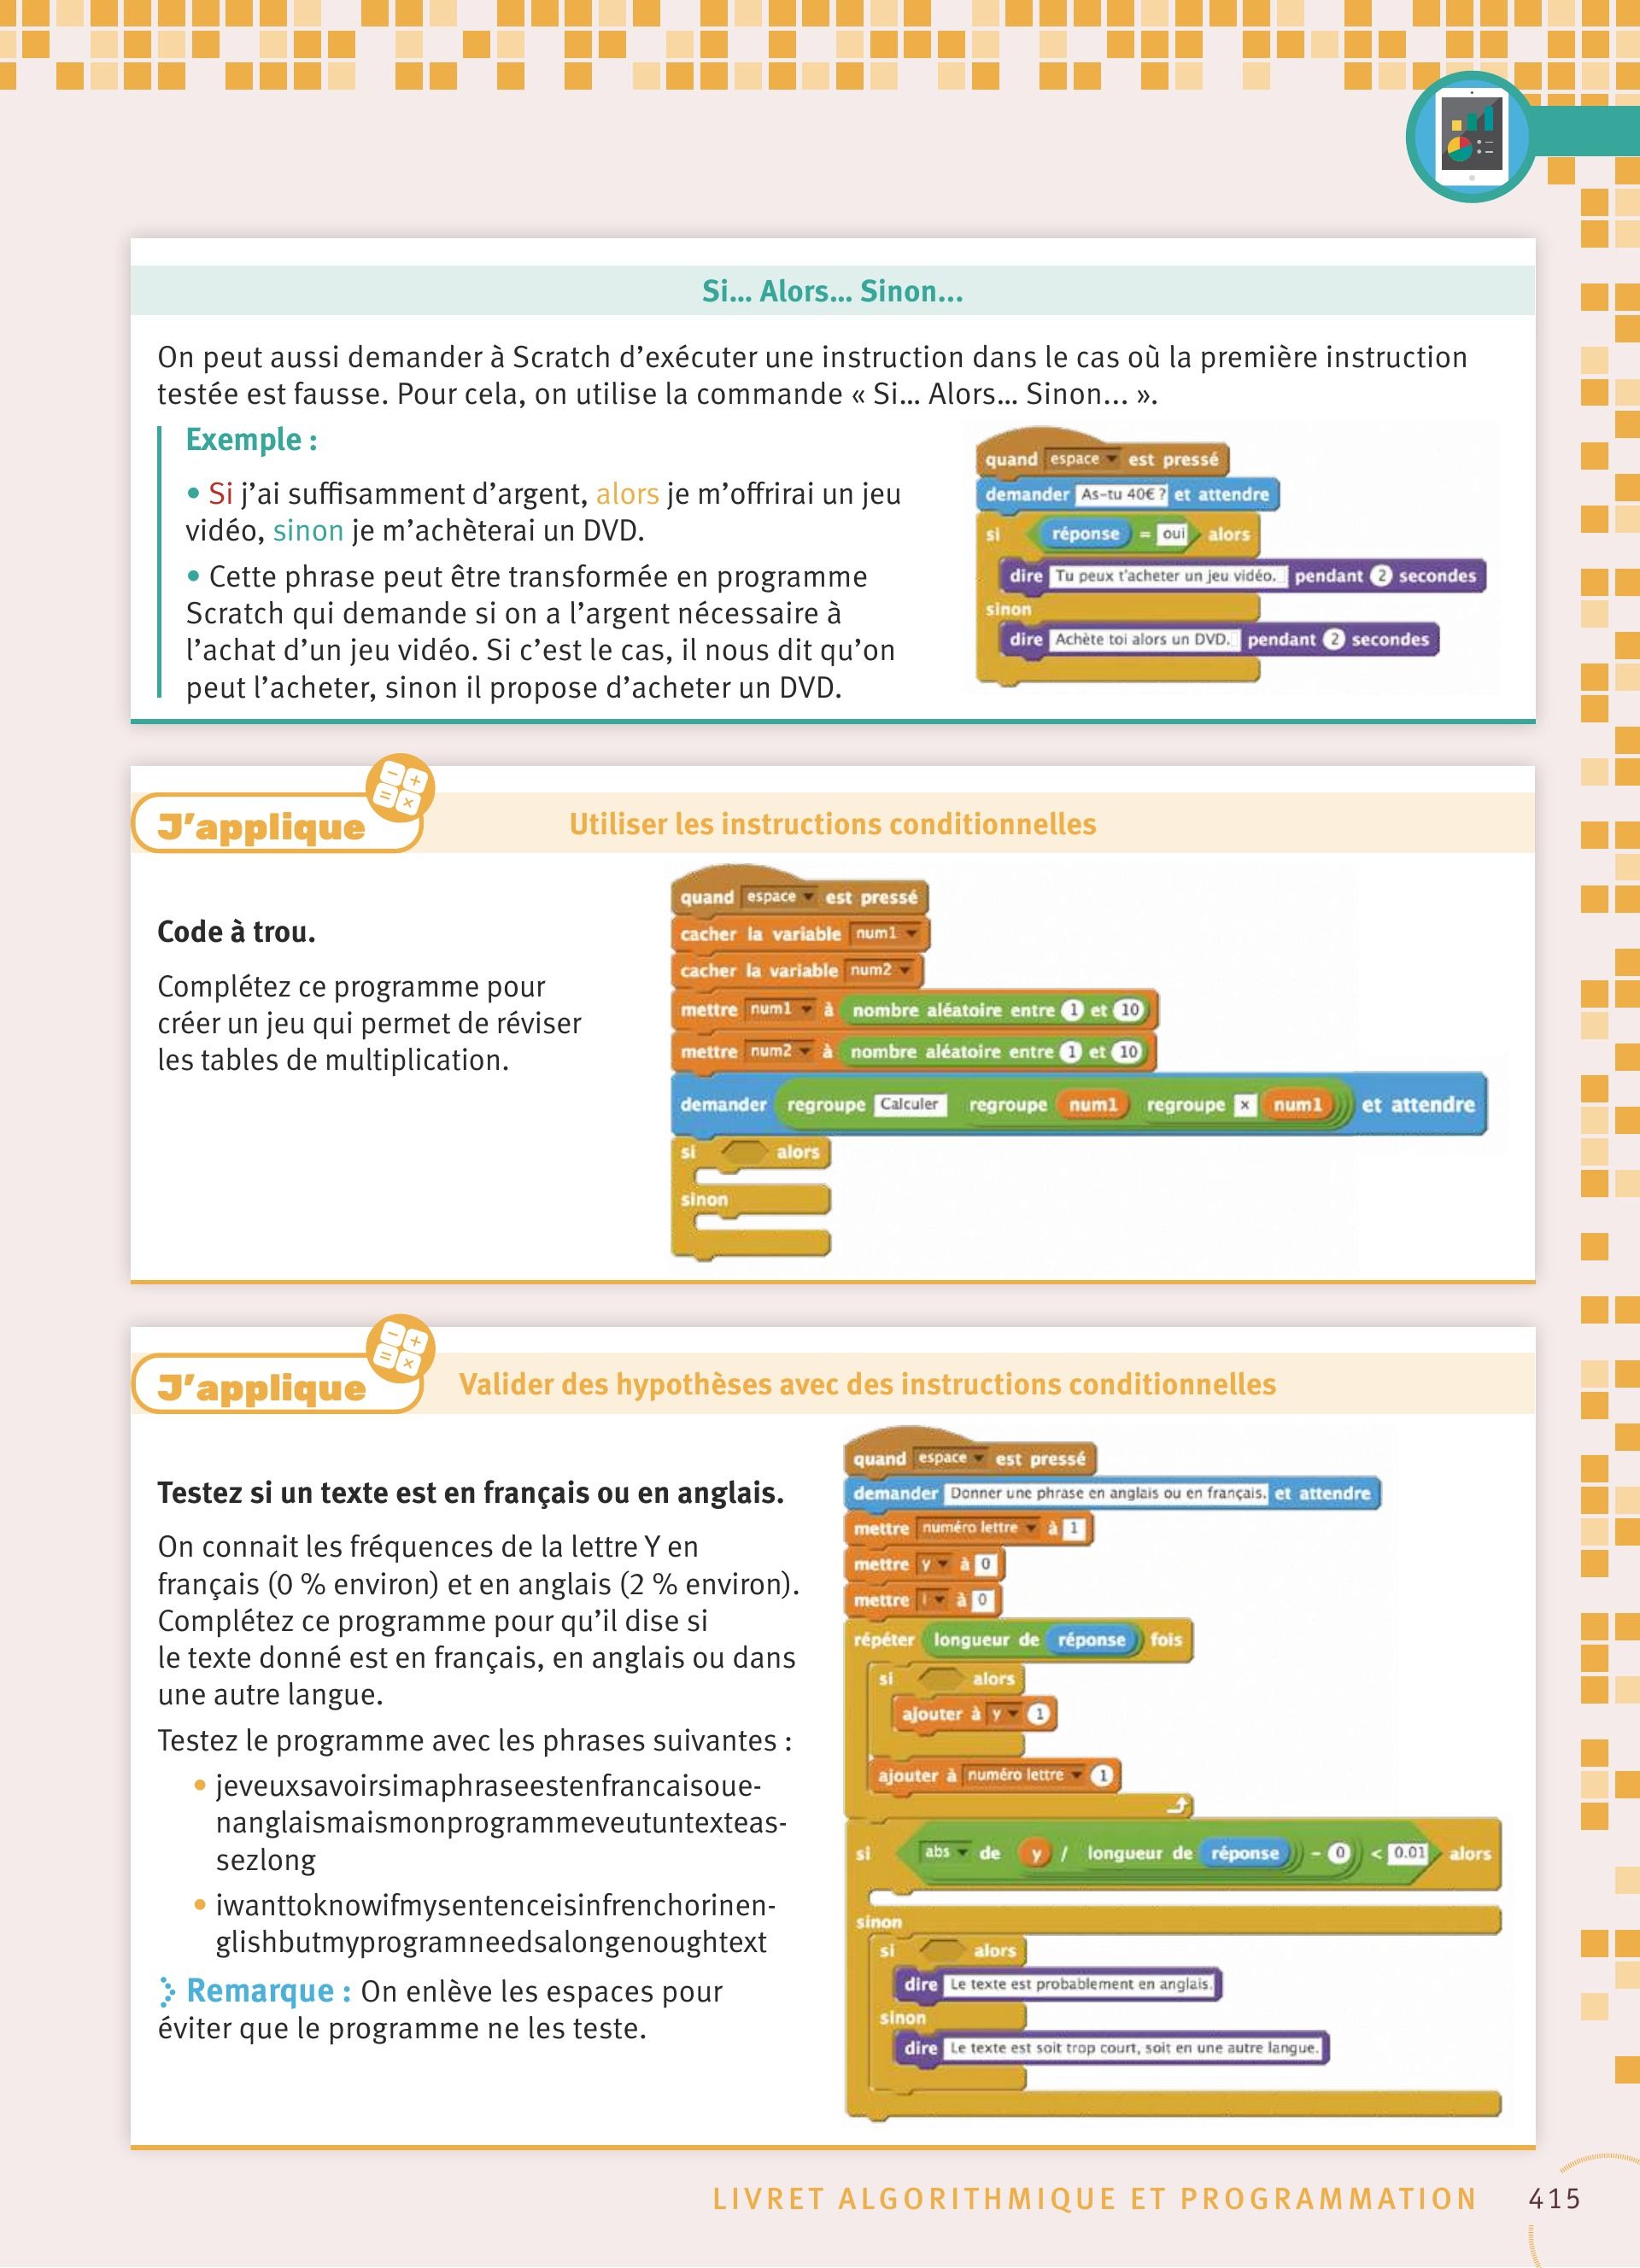 Si... Alors... Sinon...
On peut aussi demander à Scratch d’exécuter une instruction dans le cas où la première instruction
testée est fausse. Pour cela, on utilise la commande « Si... Alors... Sinon... ».
Exemple :
• Si j’ai suffisamment d’argent, alors je m’offrirai un jeu
vidéo, sinon je m’achèterai un DVD.
• Cette phrase peut être transformée en programme
Scratch qui demande si on a l’argent nécessaire à
l’achat d’un jeu vidéo. Si c’est le cas, il nous dit qu’on
peut l’acheter, sinon il propose d’acheter un DVD.
quand espace est pressé
demander As-tu 40€ ? et attendre
si réponse = oui alors
dire Tu peux t'acheter un jeu vidéo. pendant 2 secondes
sinon
dire Achète toi alors un DVD. pendant 2 secondes
J’applique
Utiliser les instructions conditionnelles
Code à trou.
Complétez ce programme pour
créer un jeu qui permet de réviser
les tables de multiplication.
quand espace est pressé
cacher la variable num1
cacher la variable num2
mettre num1 à nombre aléatoire entre 1 et 10
mettre num2 à nombre aléatoire entre 1 et 10
demander regroupe Calculer regroupe num1 regroupe x num1 et attendre
si alors
sinon
J’applique
Valider des hypothèses avec des instructions conditionnelles
Testez si un texte est en français ou en anglais.
On connait les fréquences de la lettre Y en
français (0 % environ) et en anglais (2 % environ).
Complétez ce programme pour qu’il dise si
le texte donné est en français, en anglais ou dans
une autre langue.
Testez le programme avec les phrases suivantes :
• jeveuxsavoirsimaphraseestenfrancaisoue-
nanglaismaismonprogrammeveutuntexteas-
sezlong
• iwanttoknowifmysentenceisinfrenchorinen-
glishbutmyprogramneedsalongenoughtext
Remarque : On enlève les espaces pour
éviter que le programme ne les teste.
quand espace est pressé
demander Donner une phrase en anglais ou en français. et attendre
mettre numéro lettre à 1
mettre y à 0
mettre l à 0
répéter longueur de réponse fois
si alors
ajouter à y 1
ajouter à numéro lettre 1
si abs de y / longueur de réponse - 0 < 0.01 alors
sinon
si alors
dire Le texte est probablement en anglais.
sinon
dire Le texte est soit trop court, soit en une autre langue.
LIVRET ALGORITHMIQUE ET PROGRAMMATION 415